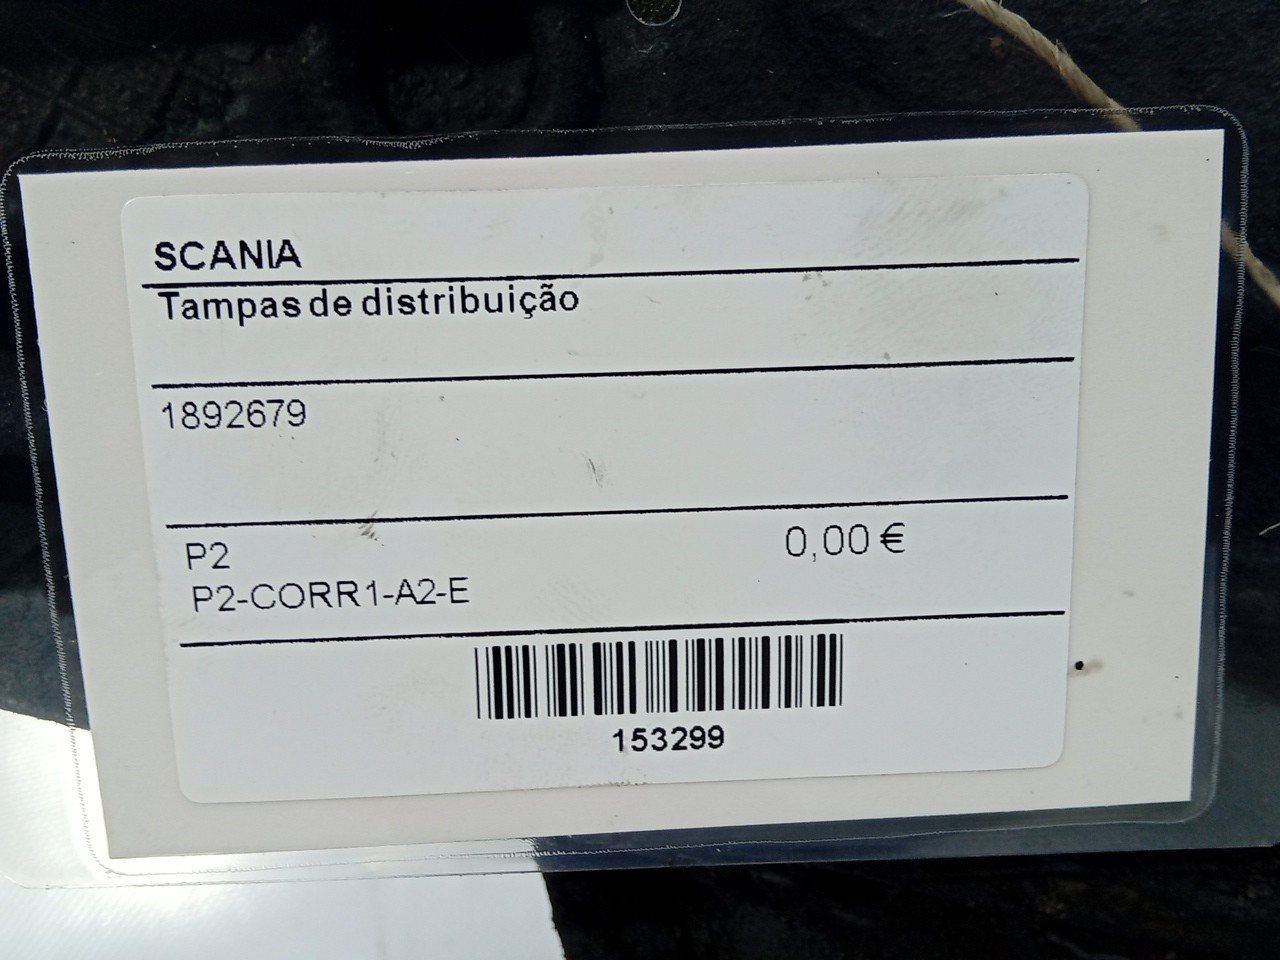 SCANIA
Tampas de distribuição
1892679
P2
0,00 €
P2-CORR1-A2-E
153299